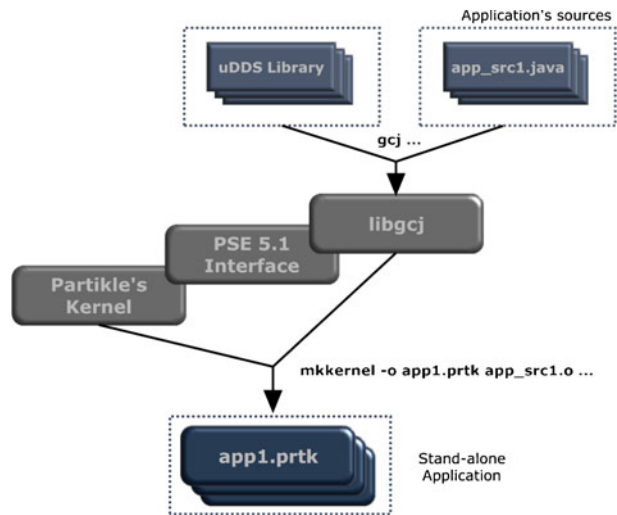 Application's sources
uDDS Library
app_src1.java
gcj ...
libgcj
PSE 5.1
Interface
Partikle's
Kernel
mkkernel -o app1.prtk app_src1.o ...
app1.prtk
Stand-alone
Application